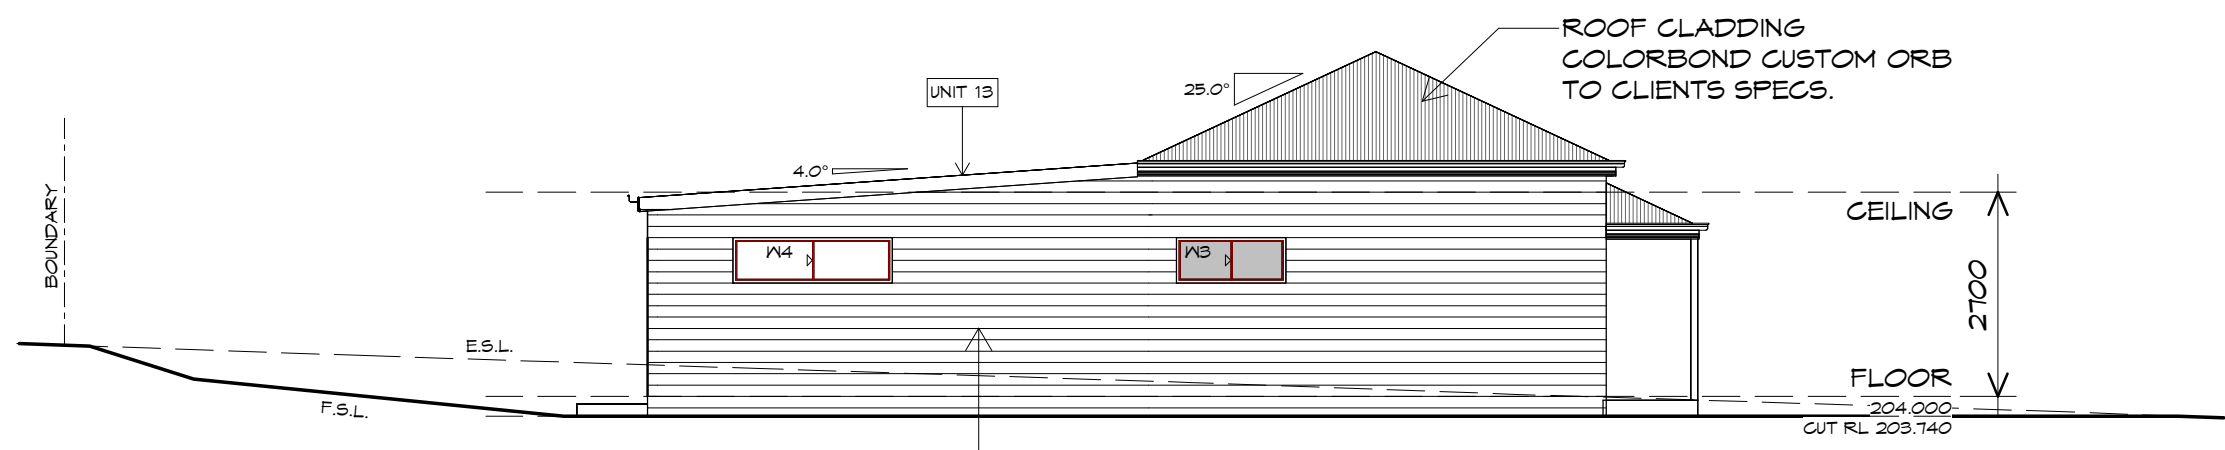 ROOF CLADDING
COLORBOND CUSTOM ORB
TO CLIENTS SPECS.
25.0°
UNIT 13
4.0°
BOUNDARY
CEILING
W4
W3
2700
E.S.L.
FLOOR
F.S.L.
204.000
CUT RL 203.740